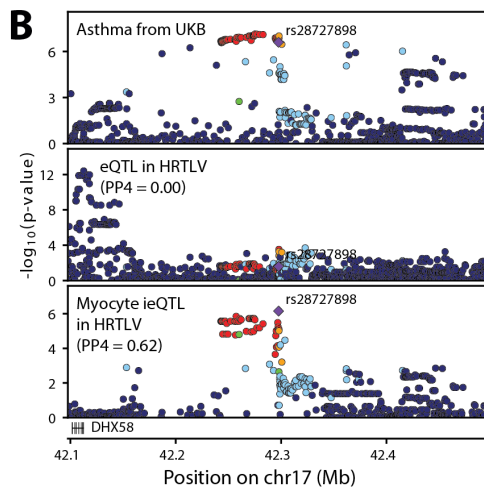 B
Asthma from UKB
rs28727898
6
3
0
eQTL in HRTLV
(PP4 = 0.00)
rs28727898
12
8
4
0
-log10(p-value)
Myocyte ieQTL
in HRTLV
(PP4 = 0.62)
rs28727898
6
4
2
0
DHX58
42.1
42.2
42.3
42.4
Position on chr17 (Mb)